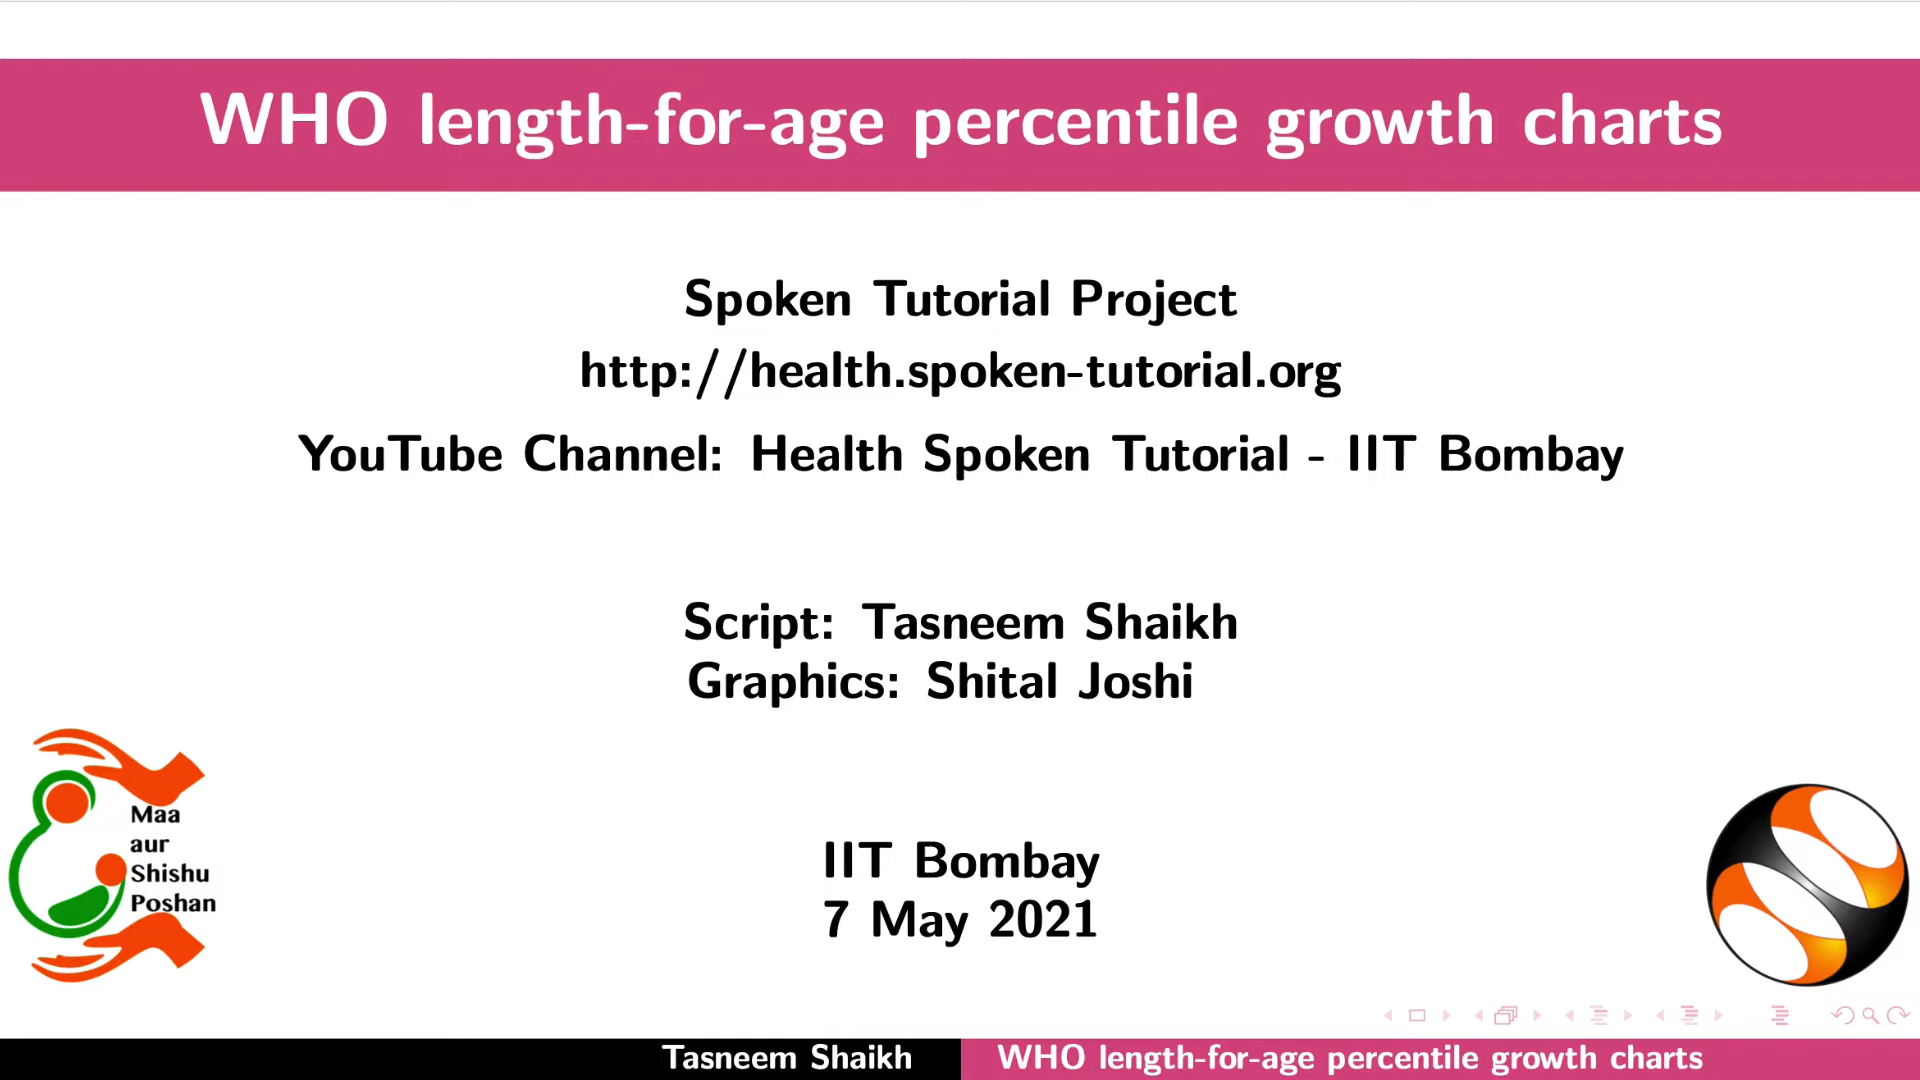 WHO length-for-age percentile growth charts
Spoken Tutorial Project
http://health.spoken-tutorial.org
YouTube Channel: Health Spoken Tutorial - IIT Bombay
Script: Tasneem Shaikh
Graphics: Shital Joshi
Maa
aur
Shishu
Poshan
IIT Bombay
7 May 2021
Tasneem Shaikh
WHO length-for-age percentile growth charts